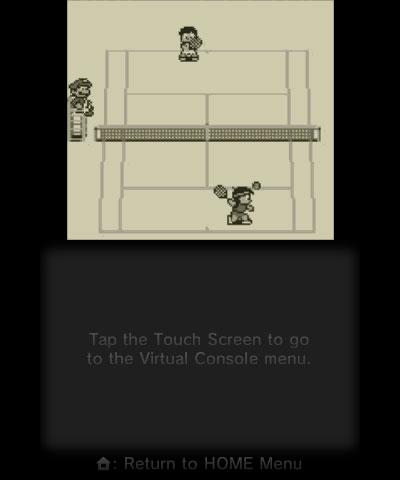 Tap the Touch Screen to go
to the Virtual Console menu.
: Return to HOME Menu